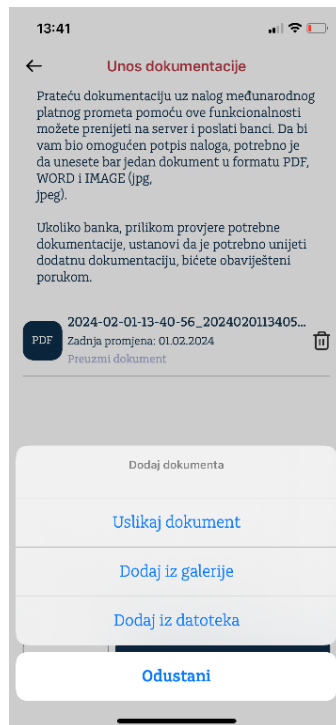 13:41
Unos dokumentacije
Prateću dokumentaciju uz nalog međunarodnog
platnog prometa pomoću ove funkcionalnosti
možete prenijeti na server i poslati banci. Da bi
vam bio omogućen potpis naloga, potrebno je
da unesete bar jedan dokument u formatu PDF,
WORD i IMAGE (jpg,
jpeg).
Ukoliko banka, prilikom provjere potrebne
dokumentacije, ustanovi da je potrebno unijeti
dodatnu dokumentaciju, bićete obaviješteni
porukom.
2024-02-01-13-40-56_2024020113405...
PDF
Zadnja promjena: 01.02.2024
Preuzmi dokument
Dodaj dokumenta
Uslikaj dokument
Dodaj iz galerije
Dodaj iz datoteka
Odustani